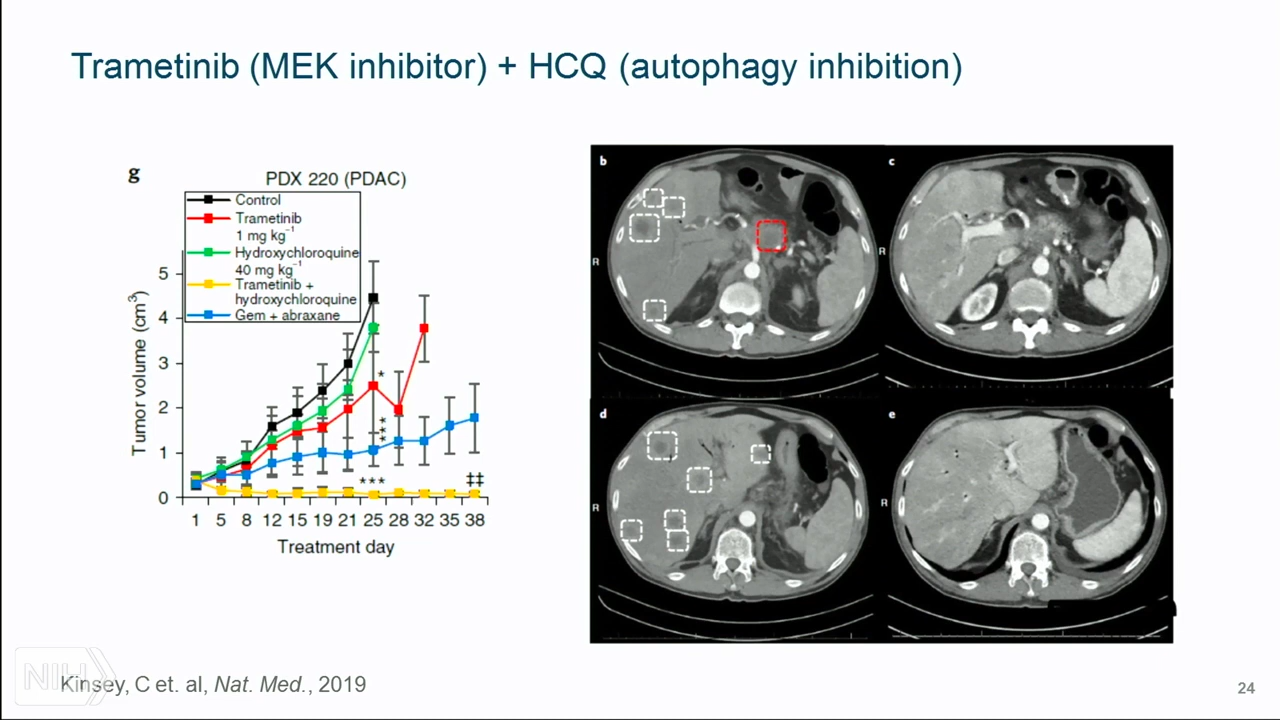 Trametinib (MEK inhibitor) + HCQ (autophagy inhibition)
g
PDX 220 (PDAC)
Control
Trametinib
1 mg kg⁻¹
Hydroxychloroquine
40 mg kg⁻¹
Trametinib +
hydroxychloroquine
Gem + abraxane
Tumor volume (cm³)
5
4
3
2
1
0
*
***
***
‡‡
1 5 8 12 15 19 21 25 28 32 35 38
Treatment day
b
c
R
R
d
e
R
R
NIH
Kinsey, C et. al, Nat. Med., 2019
24